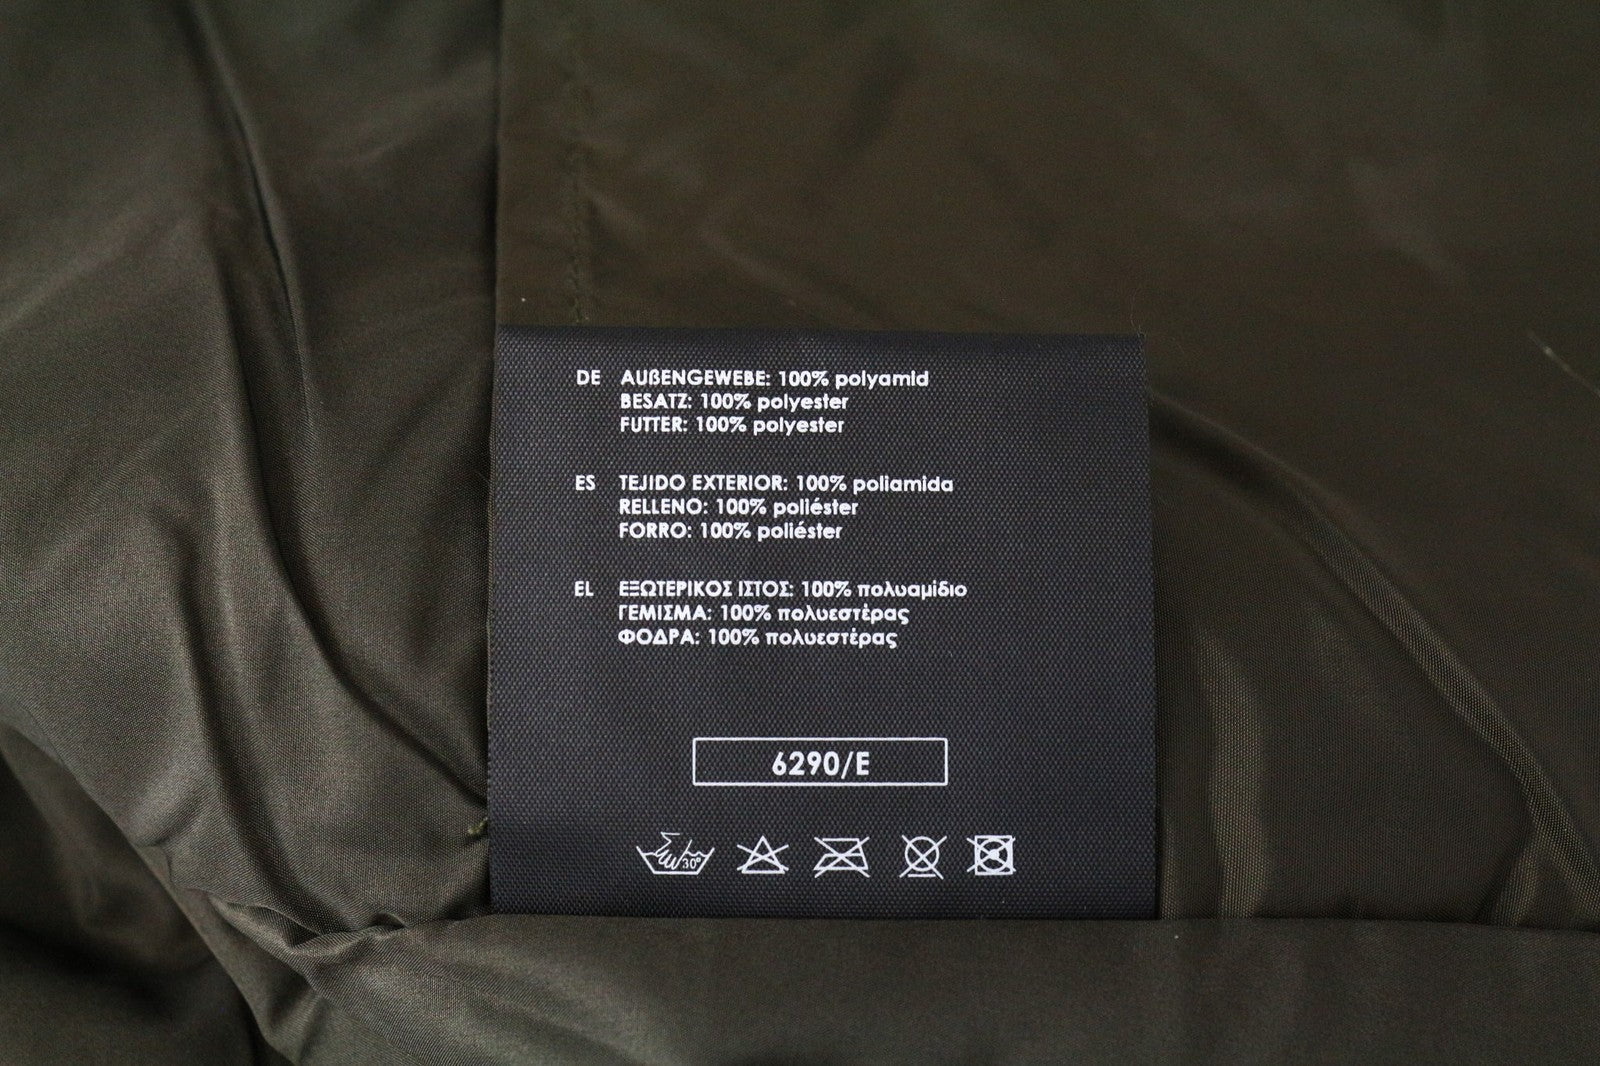 DE AUßENGEWEBE: 100% polyamid
BESATZ: 100% polyester
FUTTER: 100% polyester
ES TEJIDO EXTERIOR: 100% poliamida
RELLENO: 100% poliéster
FORRO: 100% poliéster
EL ΕΞΩΤΕΡΙΚΟΣ ΙΣΤΟΣ: 100% πολυαμίδιο
ΓΕΜΙΣΜΑ: 100% πολυεστέρας
ΦΟΔΡΑ: 100% πολυεστέρας
6290/E
30°